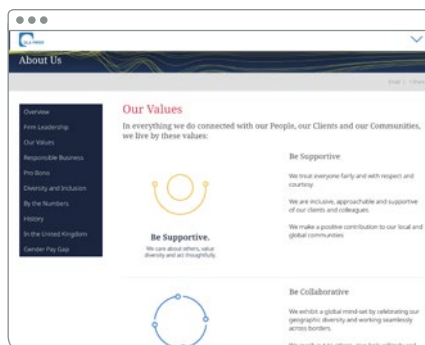 DLA PIPER
About Us
Email |
Overview
Firm Leadership
Our Values
Responsible Business
Pro Bono
Diversity and Inclusion
By the Numbers
History
In the United Kingdom
Gender Pay Gap
Our Values
In everything we do connected with our People, our Clients and our Communities,
we live by these values:
Be Supportive.
We care about others, value
diversity and act thoughtfully.
Be Supportive
We treat everyone fairly and with respect and
courtesy.
We are inclusive, approachable and supportive
of our clients and colleagues
We make a positive contribution to our local and
global communities
Be Collaborative
We exhibit a global mind-set by celebrating our
geographic diversity and working seamlessly
across borders.